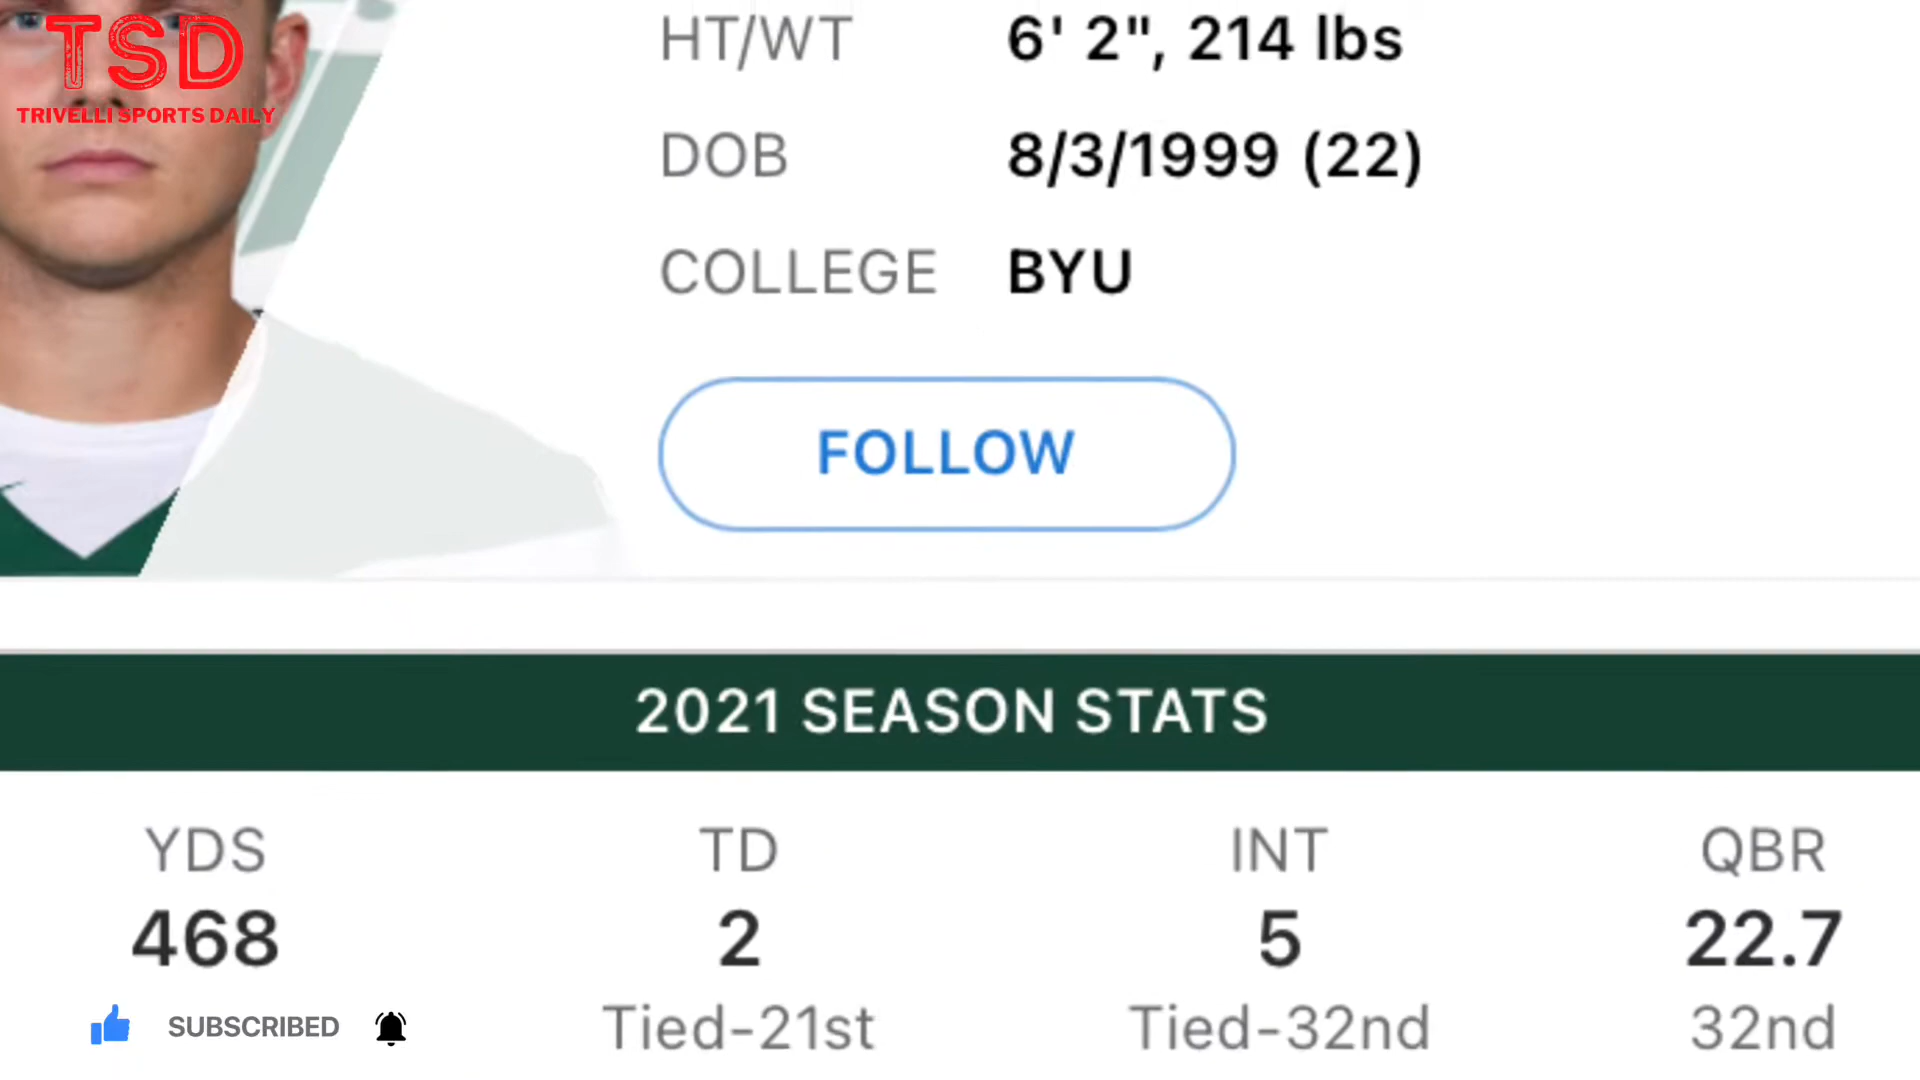 TSD
TRIVELLI SPORTS DAILY
HT/WT 6' 2", 214 lbs
DOB 8/3/1999 (22)
COLLEGE BYU
FOLLOW
2021 SEASON STATS
YDS TD INT QBR
468 2 5 22.7
SUBSCRIBED Tied-21st Tied-32nd 32nd